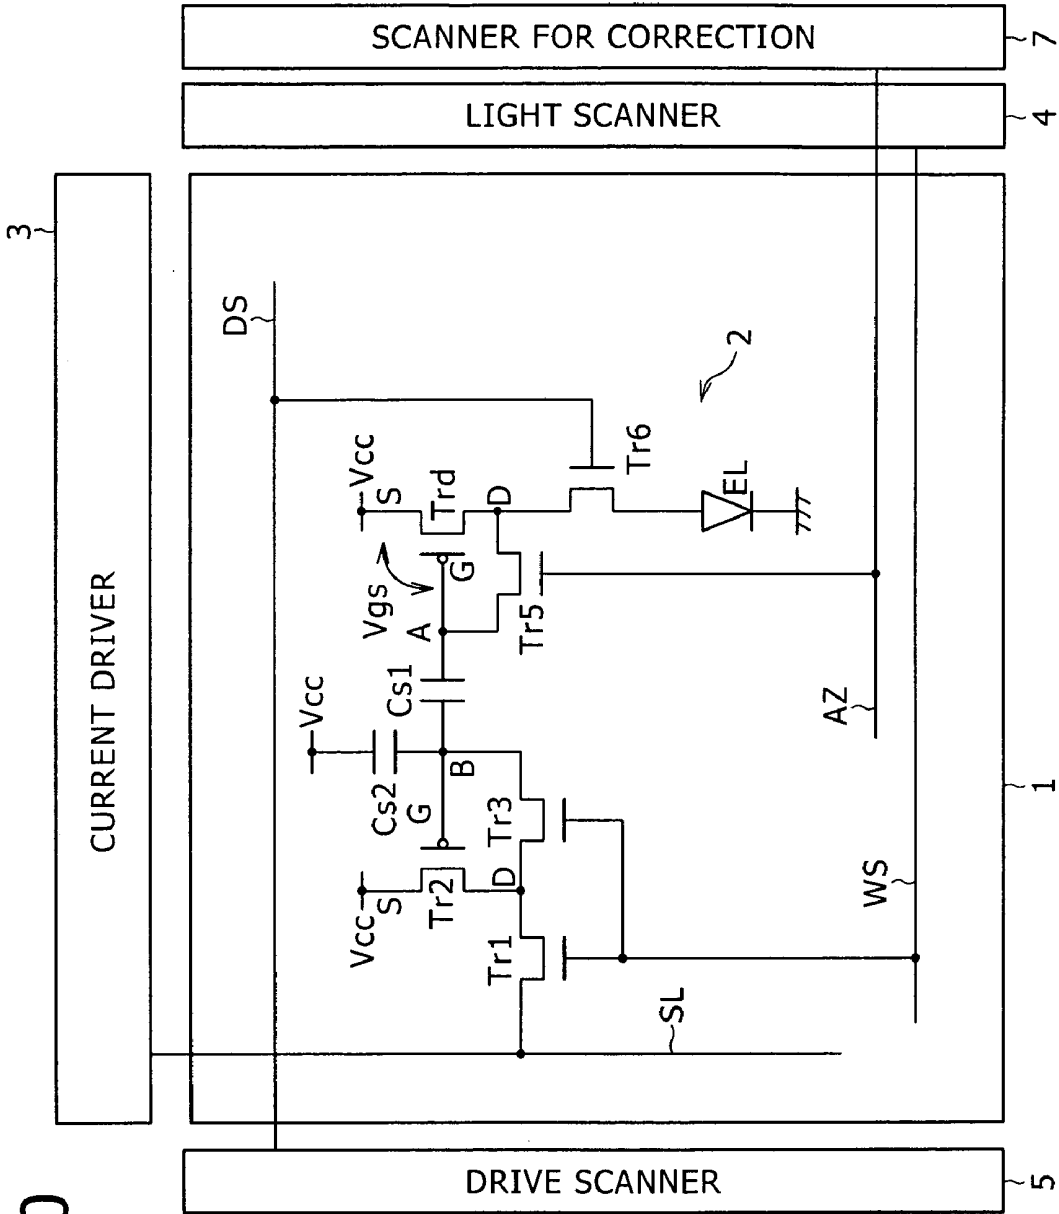 3
CURRENT DRIVER
DS
Vcc
Vcc
Vcc
S
S
Cs2
Cs1
Vgs
A
G
G
B
Trd
Tr2
D
D
Tr1
Tr3
Tr5
Tr6
2
EL
SL
AZ
WS
1
DRIVE SCANNER
5
LIGHT SCANNER
4
SCANNER FOR CORRECTION
7